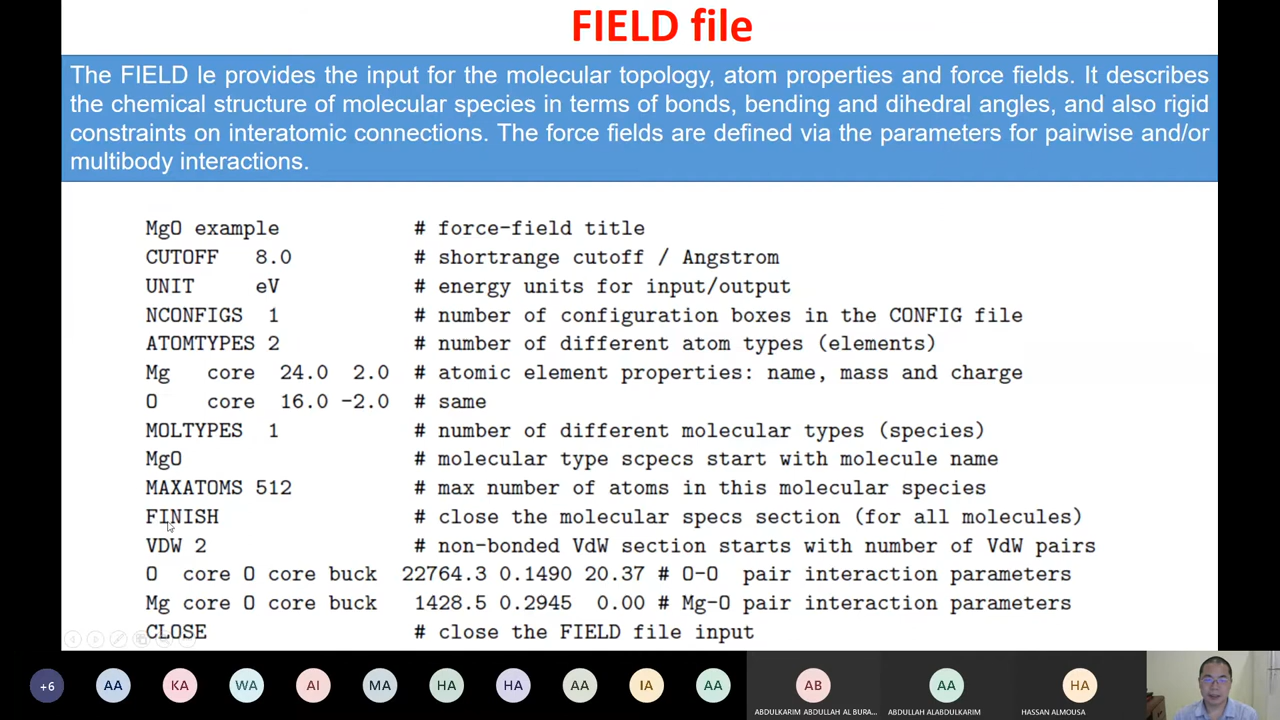 FIELD file
The FIELD le provides the input for the molecular topology, atom properties and force fields. It describes
the chemical structure of molecular species in terms of bonds, bending and dihedral angles, and also rigid
constraints on interatomic connections. The force fields are defined via the parameters for pairwise and/or
multibody interactions.
MgO example # force-field title
CUTOFF 8.0 # shortrange cutoff / Angstrom
UNIT eV # energy units for input/output
NCONFIGS 1 # number of configuration boxes in the CONFIG file
ATOMTYPES 2 # number of different atom types (elements)
Mg core 24.0 2.0 # atomic element properties: name, mass and charge
O core 16.0 -2.0 # same
MOLTYPES 1 # number of different molecular types (species)
MgO # molecular type scpecs start with molecule name
MAXATOMS 512 # max number of atoms in this molecular species
FINISH # close the molecular specs section (for all molecules)
VDW 2 # non-bonded VdW section starts with number of VdW pairs
O core O core buck 22764.3 0.1490 20.37 # O-O pair interaction parameters
Mg core O core buck 1428.5 0.2945 0.00 # Mg-O pair interaction parameters
CLOSE # close the FIELD file input
+6 AA KA WA AI MA HA HA AA IA AA AB AA HA
ABDULKARIM ABDULLAH AL BURA... ABDULLAH ALABDULKARIM HASSAN ALMOUSA